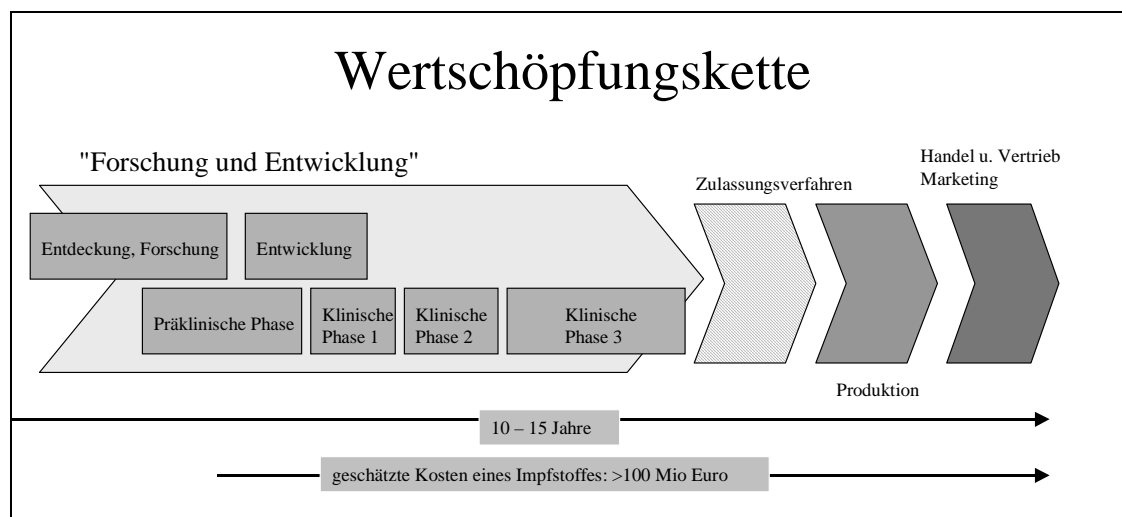 Wertschöpfungskette
"Forschung und Entwicklung"
Handel u. Vertrieb
Marketing
Zulassungsverfahren
Entdeckung, Forschung
Entwicklung
Präklinische Phase
Klinische
Phase 1
Klinische
Phase 2
Klinische
Phase 3
Produktion
10 – 15 Jahre
geschätzte Kosten eines Impfstoffes: >100 Mio Euro